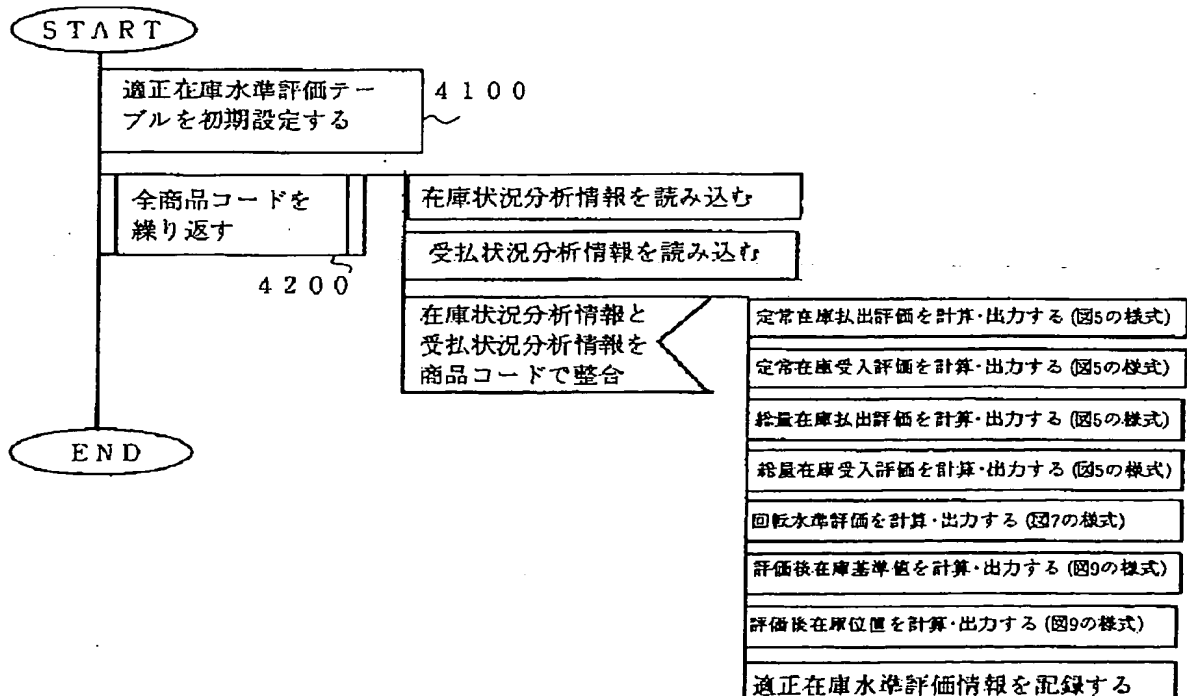 START
適正在庫水準評価テー
ブルを初期設定する
4100
全商品コードを
繰り返す
4200
在庫状況分析情報を読み込む
受払状況分析情報を読み込む
在庫状況分析情報と
受払状況分析情報を
商品コードで整合
定常在庫払出評価を計算・出力する (図5の様式)
定常在庫受入評価を計算・出力する (図5の様式)
総量在庫払出評価を計算・出力する (図5の様式)
総量在庫受入評価を計算・出力する (図5の様式)
回転水準評価を計算・出力する (図7の様式)
評価後在庫基準値を計算・出力する (図9の様式)
評価後在庫位置を計算・出力する (図9の様式)
適正在庫水準評価情報を記録する
END